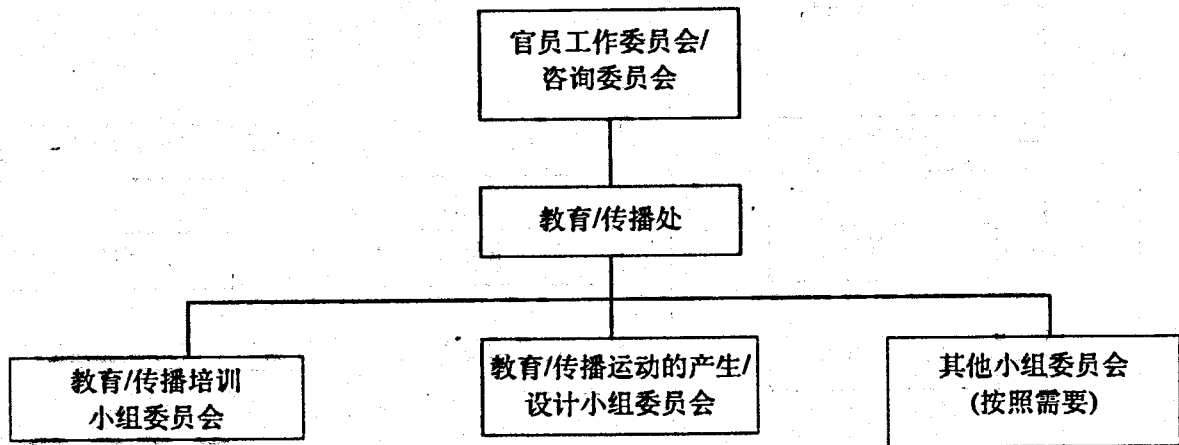 官员工作委员会/
咨询委员会
教育/传播处
教育/传播培训
小组委员会
教育/传播运动的产生/
设计小组委员会
其他小组委员会
(按照需要)